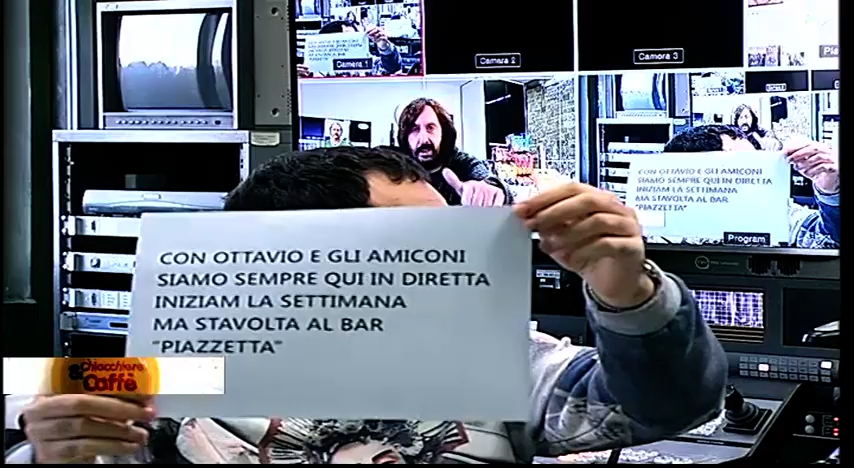 Camera 1
Camera 2
Camera 3
CON OTTAVIO E GLI AMICONI
SIAMO SEMPRE QUI IN DIRETTA
INIZIAM LA SETTIMANA
MA STAVOLTA AL BAR
"PIAZZETTA"
Program
CON OTTAVIO E GLI AMICONI
SIAMO SEMPRE QUI IN DIRETTA
INIZIAM LA SETTIMANA
MA STAVOLTA AL BAR
"PIAZZETTA"
Chiacchiere
& Caffè